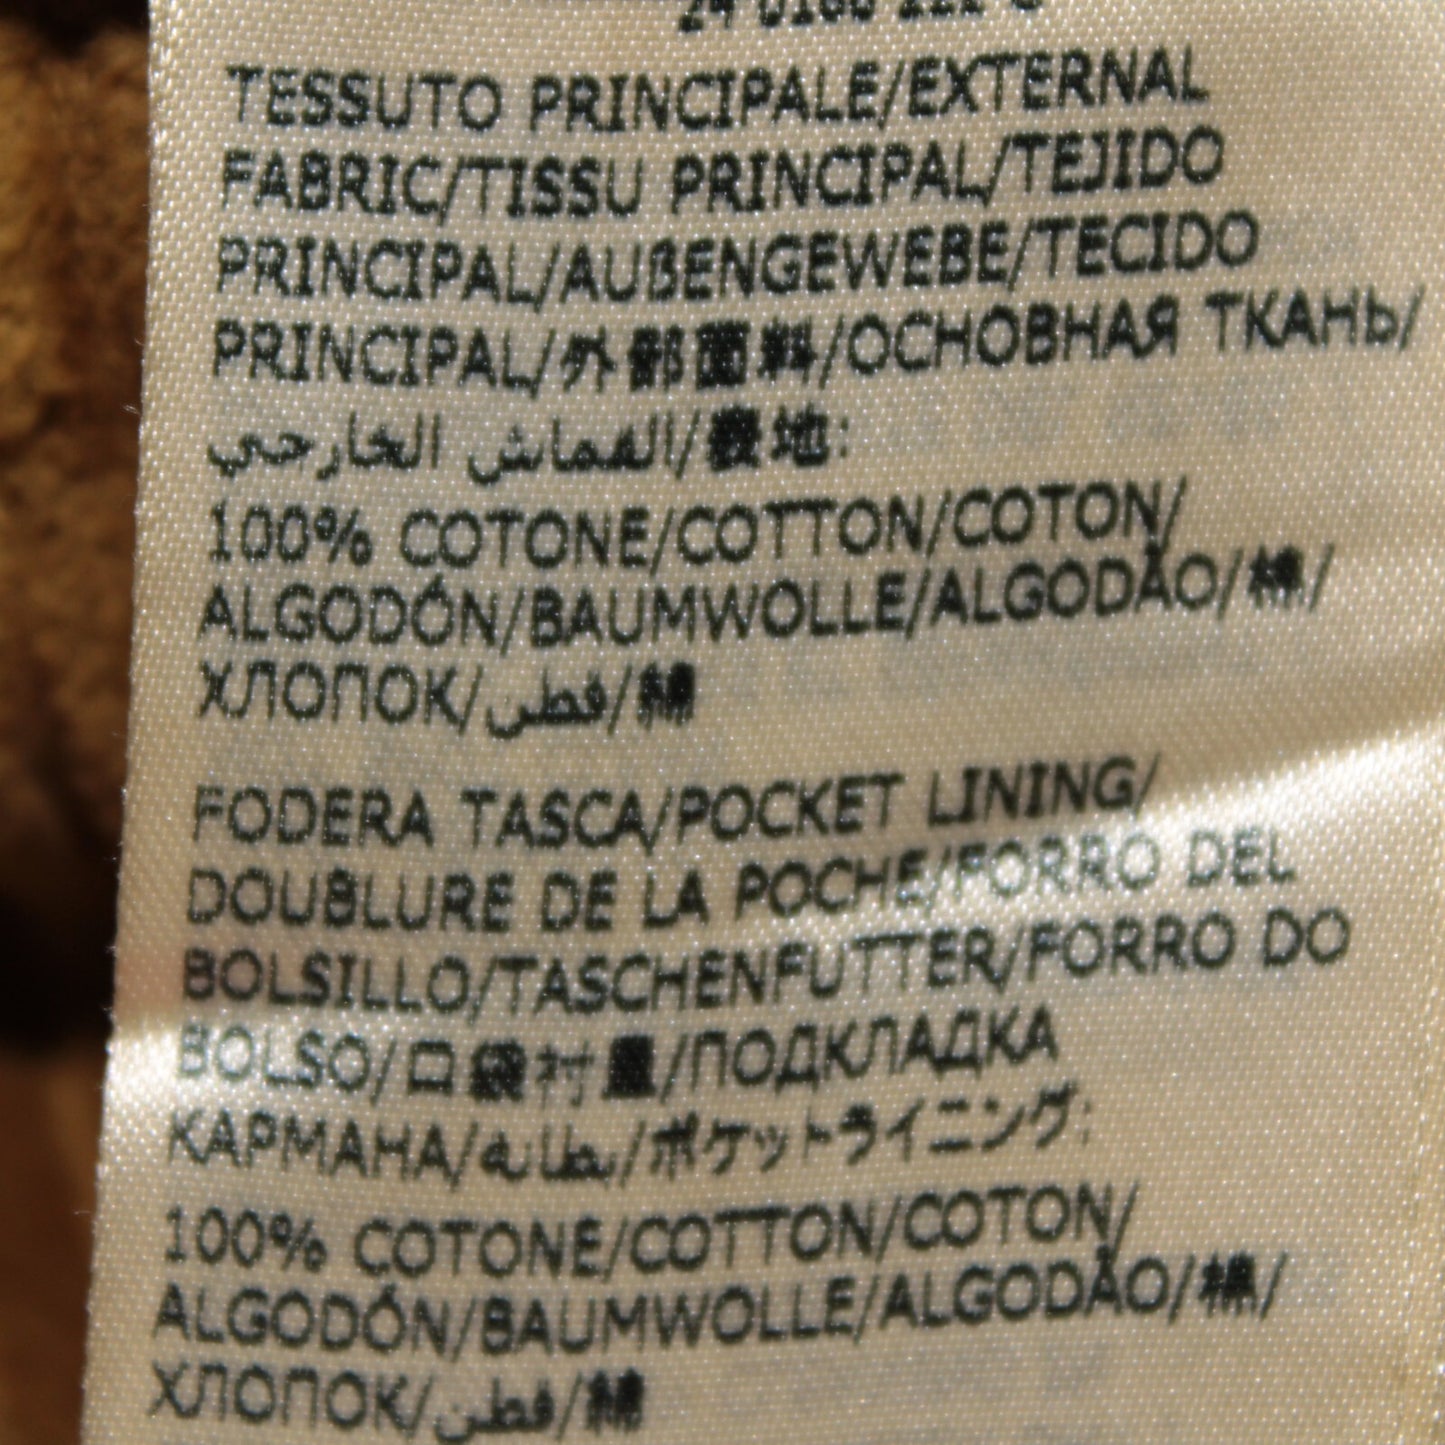 TESSUTO PRINCIPALE/EXTERNAL
FABRIC/TISSU PRINCIPAL/TEJIDO
PRINCIPAL/AUßENGEWEBE/TECIDO
PRINCIPAL/外部面料/ОСНОВНАЯ ТКАНЬ/
القماش الخارجي/表地:
100% COTONE/COTTON/COTON/
ALGODÓN/BAUMWOLLE/ALGODÃO/棉/
ХЛОПОК/قطن/綿
FODERA TASCA/POCKET LINING/
DOUBLURE DE LA POCHE/FORRO DEL
BOLSILLO/TASCHENFUTTER/FORRO DO
BOLSO/口袋衬里/ПОДКЛАДКА
КАРМАНА/بطانة/ポケットライニング:
100% COTONE/COTTON/COTON/
ALGODÓN/BAUMWOLLE/ALGODÃO/棉/
ХЛОПОК/قطن/綿